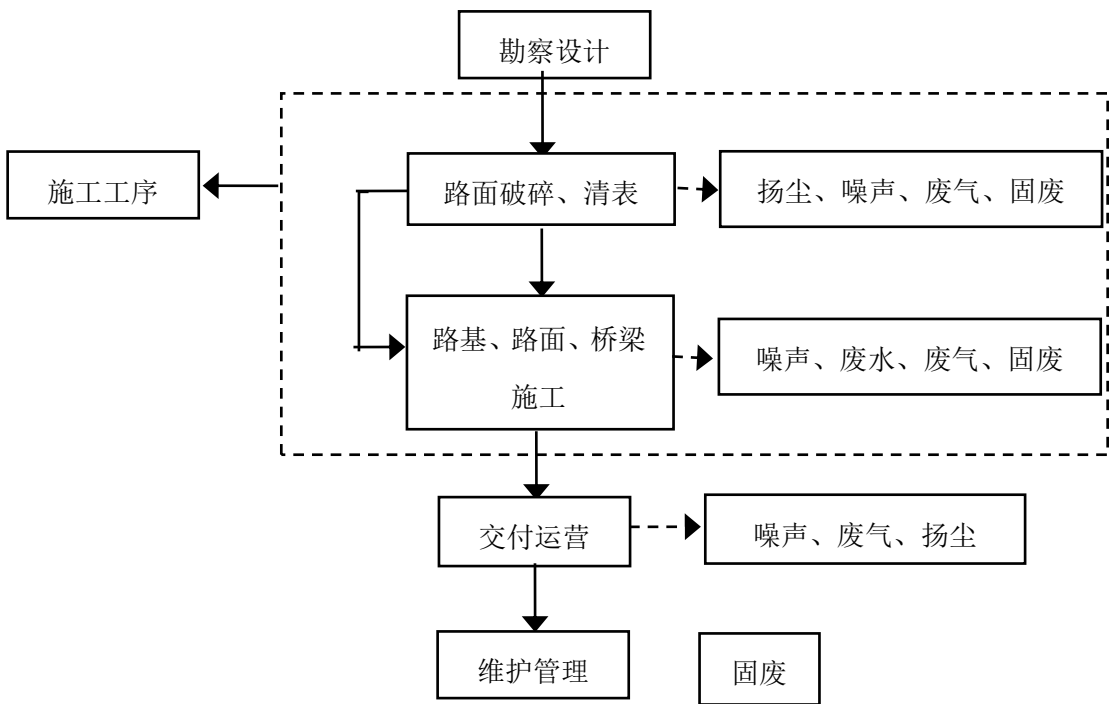 勘察设计
施工工序
路面破碎、清表
扬尘、噪声、废气、固废
路基、路面、桥梁
施工
噪声、废水、废气、固废
交付运营
噪声、废气、扬尘
维护管理
固废